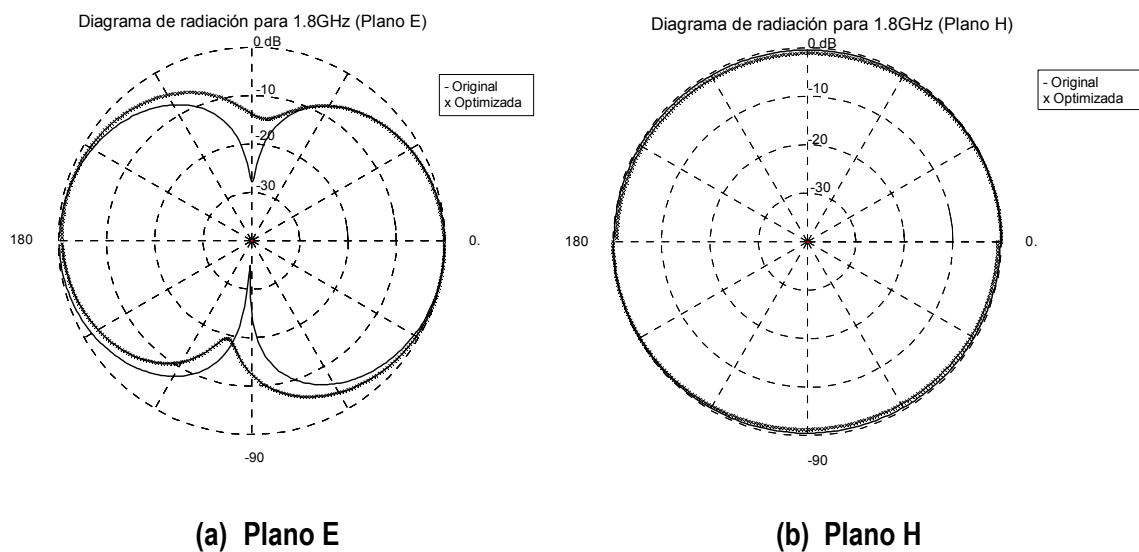 Diagrama de radiación para 1.8GHz (Plano E)
0 dB
-10
-20
-30
180
0.
-90
- Original
x Optimizada
(a) Plano E
Diagrama de radiación para 1.8GHz (Plano H)
0 dB
-10
-20
-30
180
0.
-90
- Original
x Optimizada
(b) Plano H